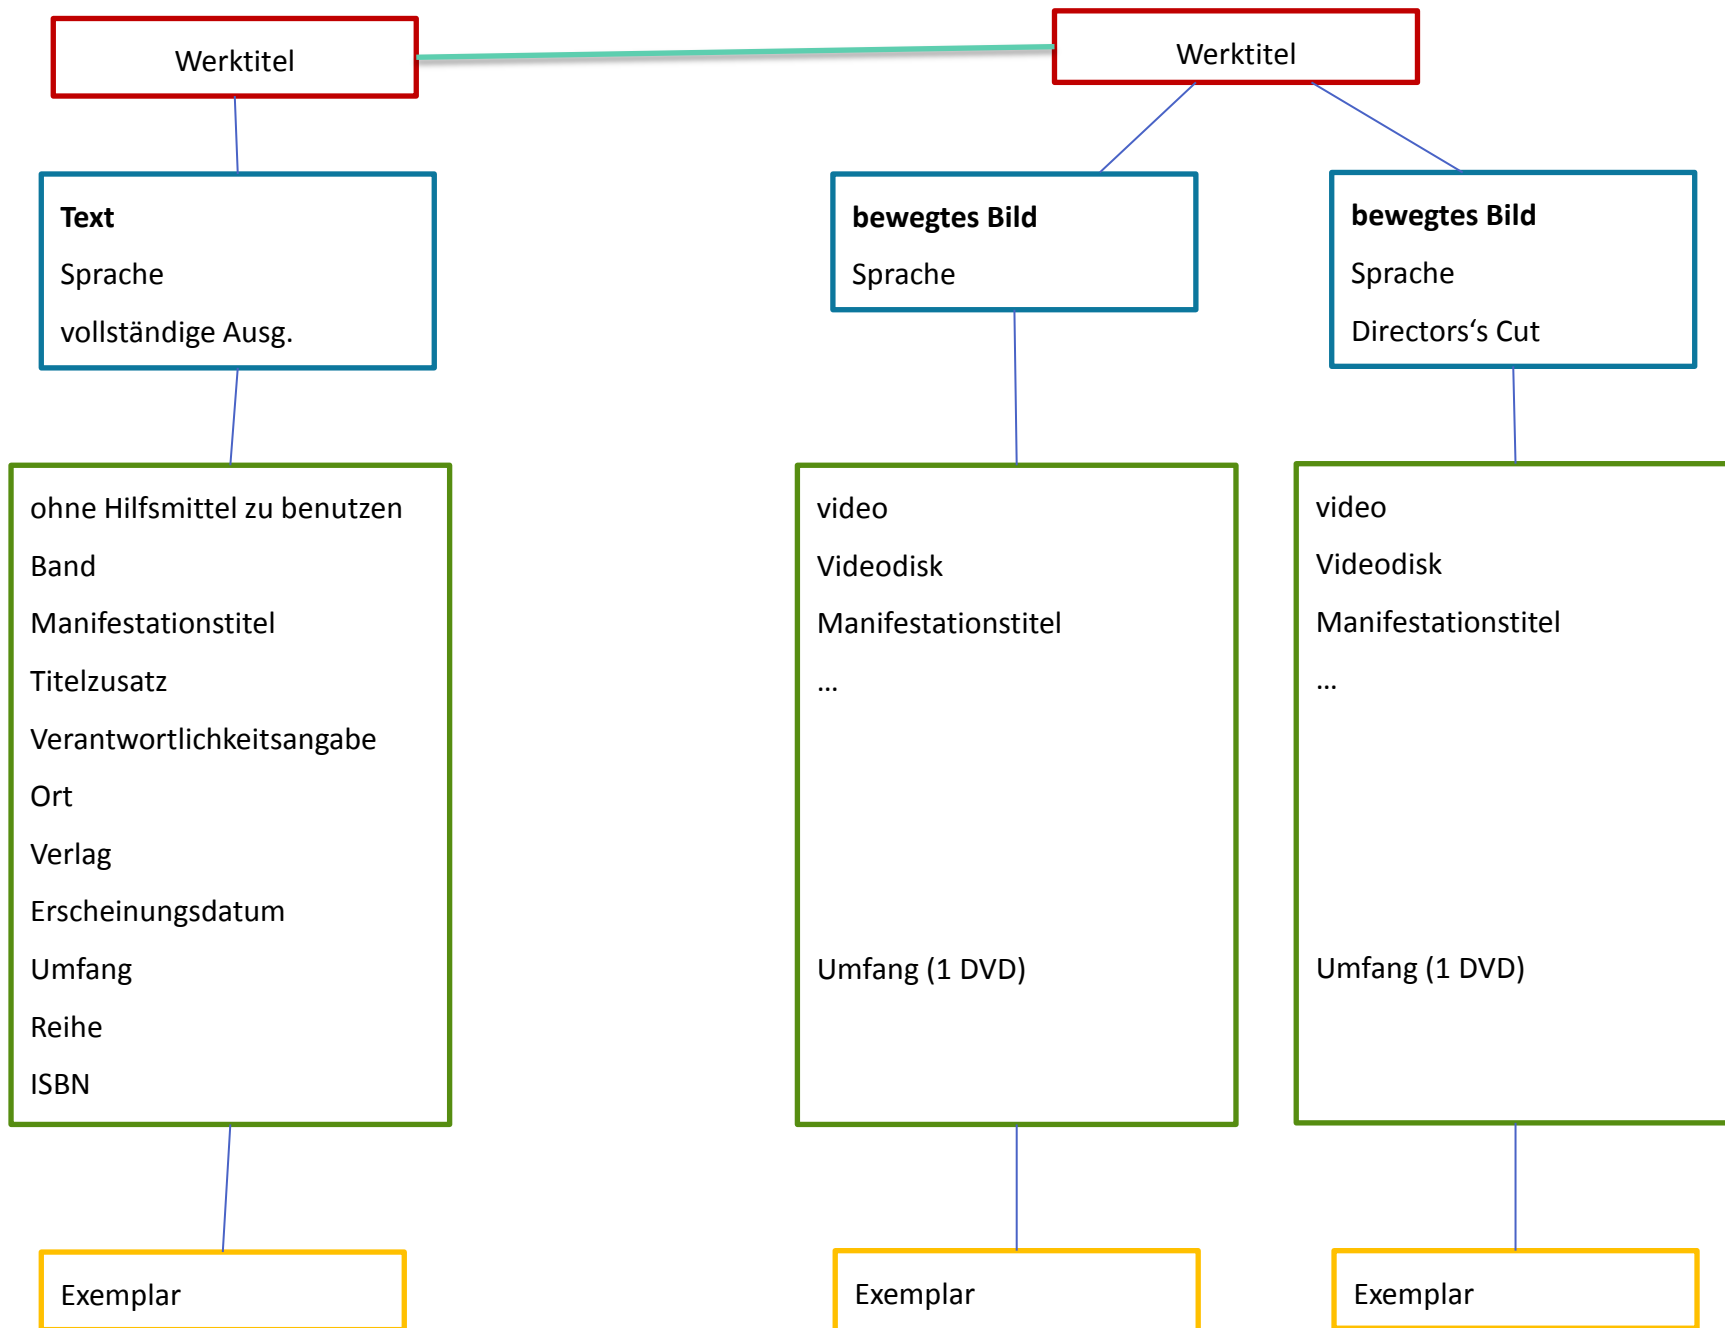 Werktitel
Werktitel
Text
Sprache
vollständige Ausg.
bewegtes Bild
Sprache
bewegtes Bild
Sprache
Directors‘s Cut
ohne Hilfsmittel zu benutzen
Band
Manifestationstitel
Titelzusatz
Verantwortlichkeitsangabe
Ort
Verlag
Erscheinungsdatum
Umfang
Reihe
ISBN
video
Videodisk
Manifestationstitel
...
Umfang (1 DVD)
video
Videodisk
Manifestationstitel
...
Umfang (1 DVD)
Exemplar
Exemplar
Exemplar